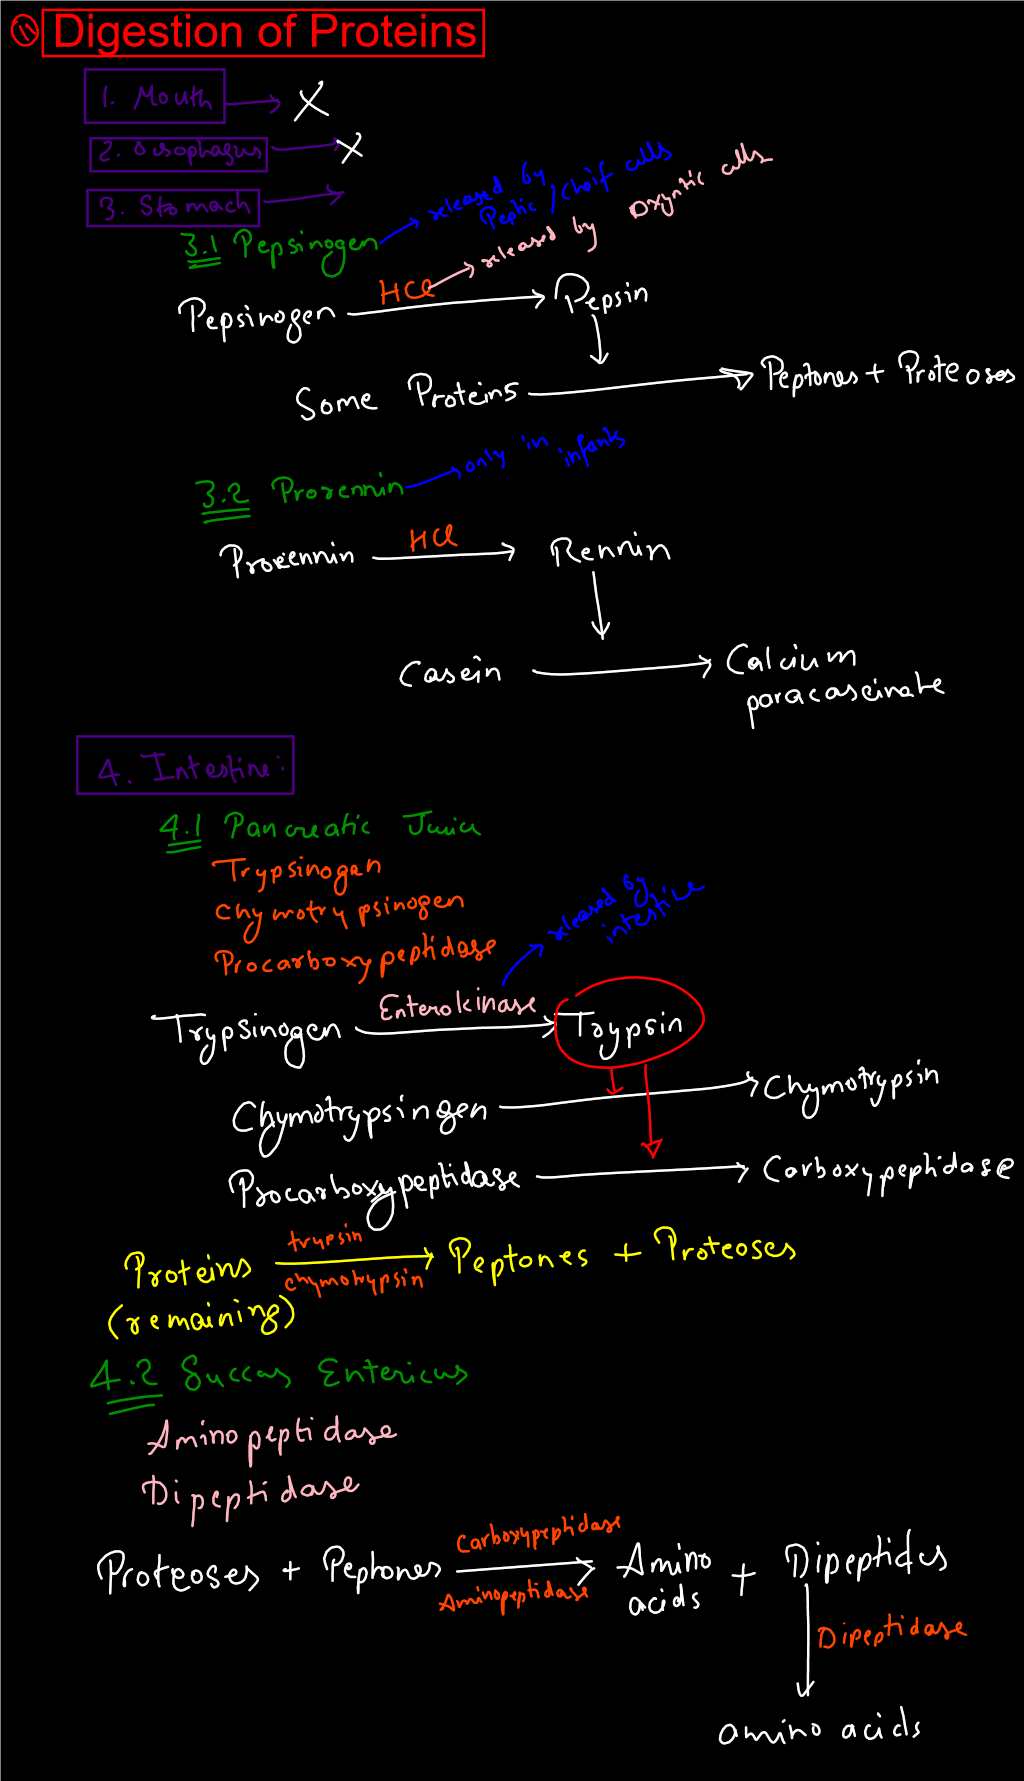 11 Digestion of Proteins
1. Mouth → X
2. Oesophagus → X
3. Stomach →
3.1 Pepsinogen → released by Peptic / Cheif cells
Pepsinogen HCl → Pepsin
→ released by Oxyntic cells
Some Proteins → Peptones + Proteoses
3.2 Prorennin → only in infants
Prorennin HCl → Rennin
Casein → Calcium
paracaseinate
4. Intestine:
4.1 Pancreatic Juice
Trypsinogen
Chymotrypsinogen
Procarboxypeptidase
→ released by intestine
Trypsinogen Enterokinase → Trypsin
Chymotrypsingen → Chymotrypsin
Procarboxypeptidase → Carboxypeptidase
Proteins trypsin chymotrypsin → Peptones + Proteoses
(remaining)
4.2 Succus Entericus
Aminopeptidase
Dipeptidase
Proteoses + Peptones Carboxypeptidase Aminopeptidase → Amino acids + Dipeptides
Dipeptidase
amino acids